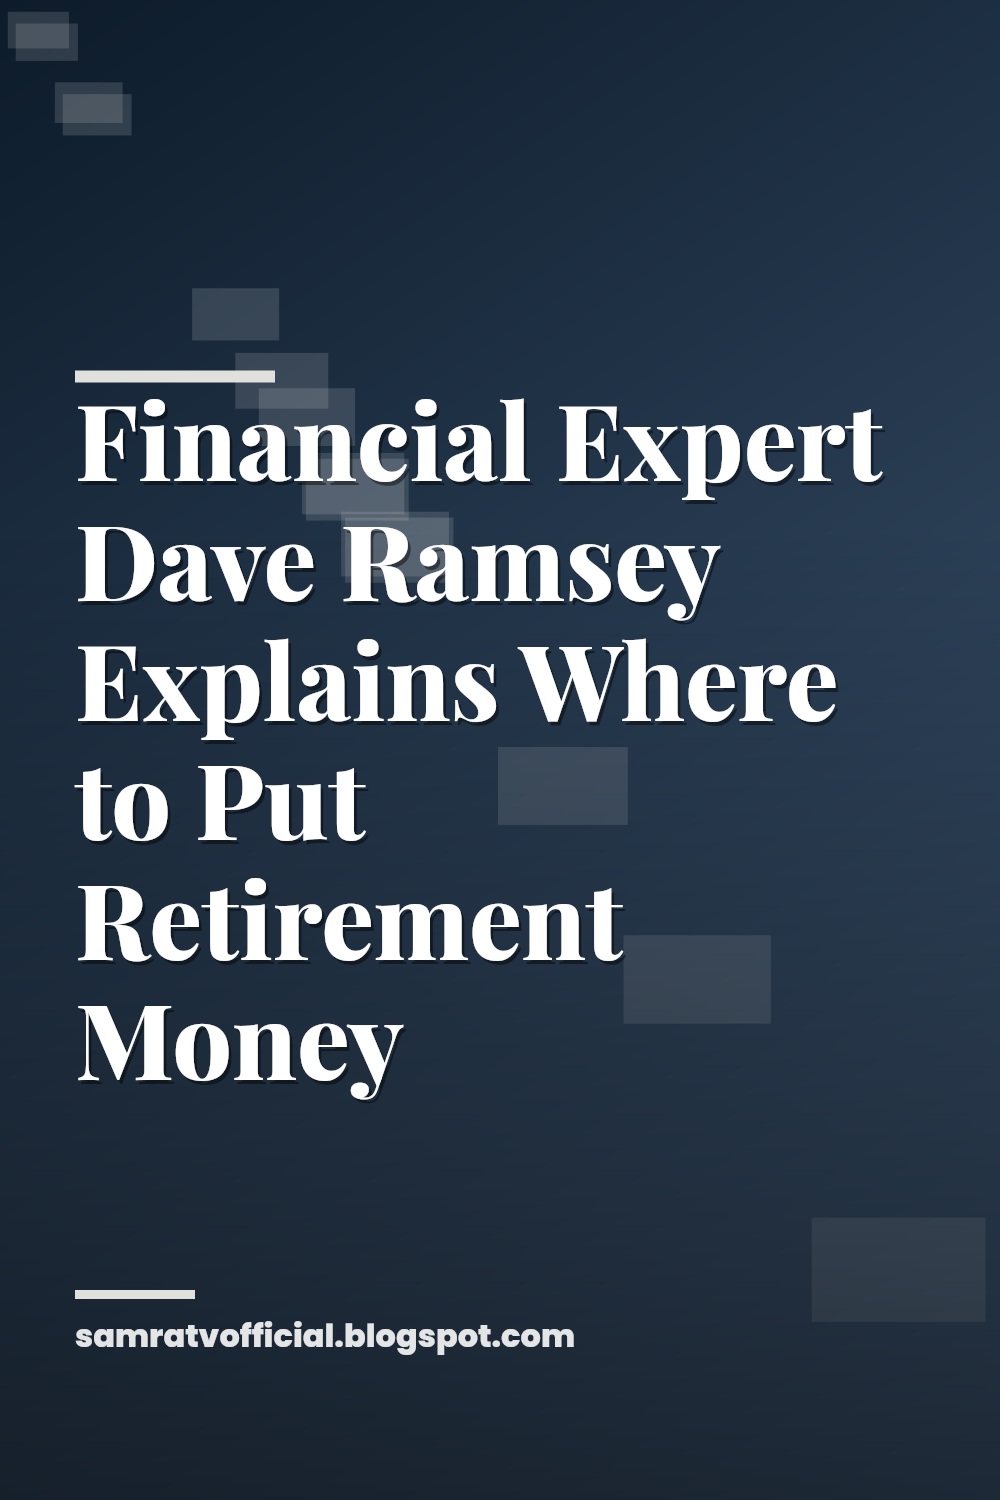 Financial Expert
Dave Ramsey
Explains Where
to Put
Retirement
Money
samratvofficial.blogspot.com